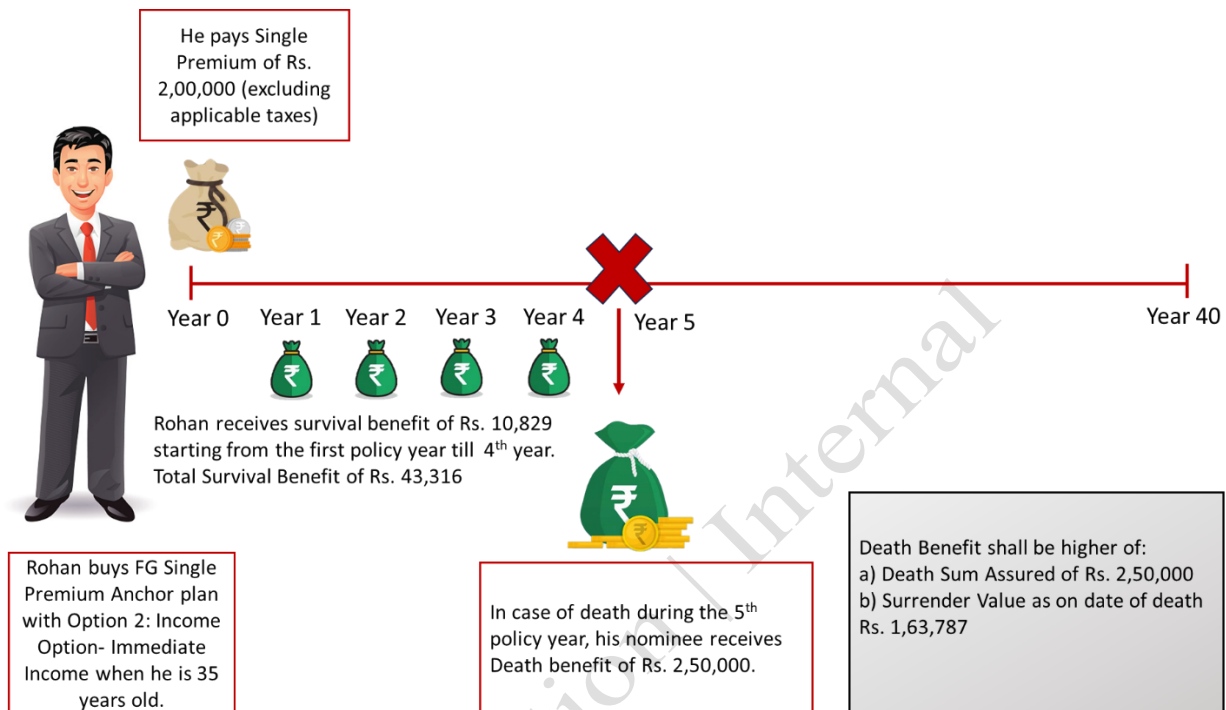 He pays Single
Premium of Rs.
2,00,000 (excluding
applicable taxes)
Year 0
Year 1
Year 2
Year 3
Year 4
Year 5
Year 40
Rohan receives survival benefit of Rs. 10,829
starting from the first policy year till 4th year.
Total Survival Benefit of Rs. 43,316
Rohan buys FG Single
Premium Anchor plan
with Option 2: Income
Option- Immediate
Income when he is 35
years old.
In case of death during the 5th
policy year, his nominee receives
Death benefit of Rs. 2,50,000.
Death Benefit shall be higher of:
a) Death Sum Assured of Rs. 2,50,000
b) Surrender Value as on date of death
Rs. 1,63,787
| Internal